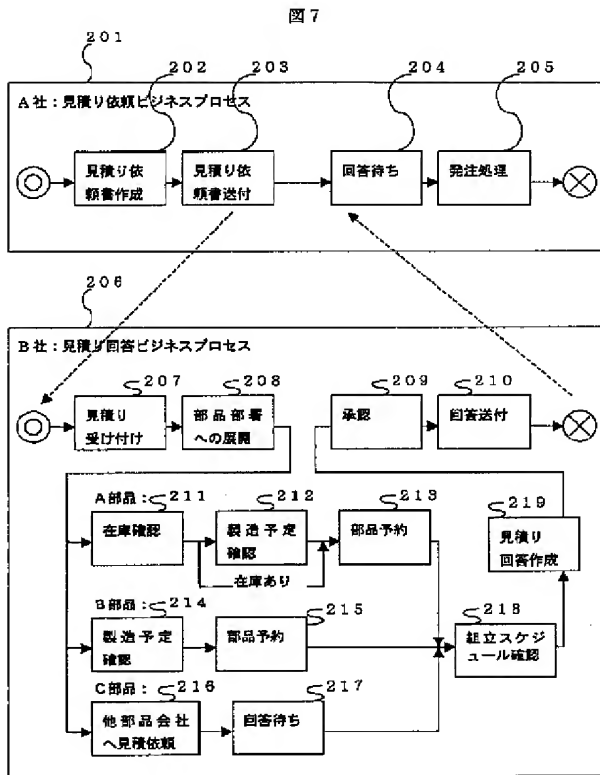 図7
201
202
203
204
205
A社：見積り依頼ビジネスプロセス
見積り依
頼書作成
見積り依
頼書送付
回答待ち
発注処理
206
B社：見積り回答ビジネスプロセス
207
208
209
210
見積り
受け付け
部品部署
への展開
承認
回答送付
A部品：
211
212
213
219
在庫確認
製造予定
確認
部品予約
見積り
回答作成
在庫あり
B部品：
214
215
218
製造予定
確認
部品予約
組立スケジ
ュール確認
C部品：
216
217
他部品会社
へ見積依頼
回答待ち